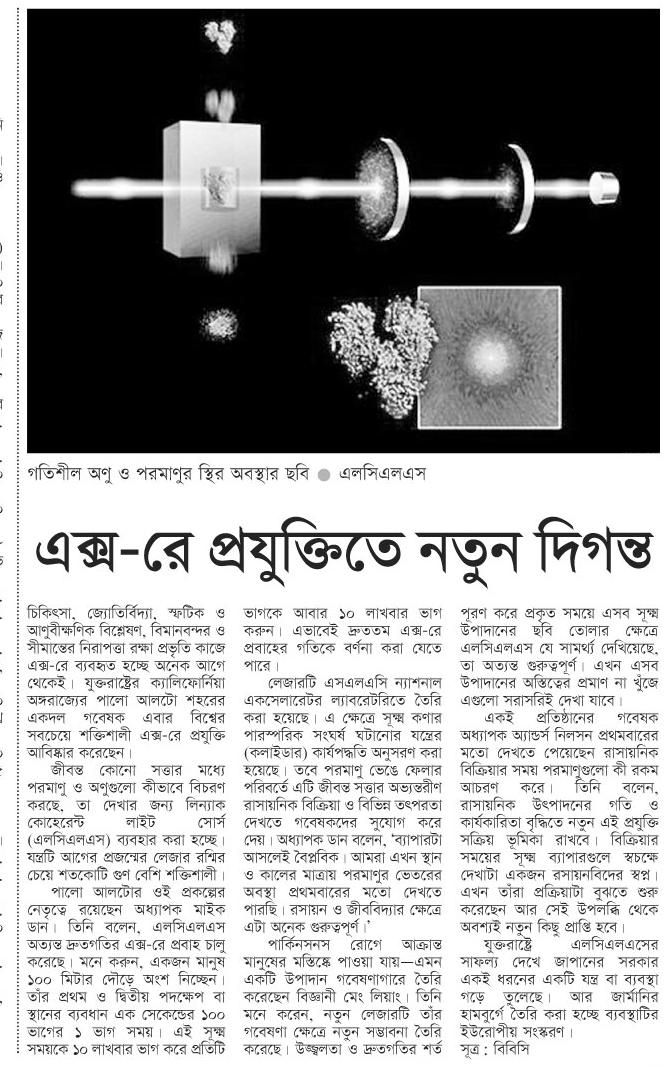 গতিশীল অণু ও পরমাণুর স্থির অবস্থার ছবি ● এলসিএলএস
এক্স-রে প্রযুক্তিতে নতুন দিগন্ত
চিকিৎসা, জ্যোতির্বিদ্যা, স্ফটিক ও
আণুবীক্ষণিক বিশ্লেষণ, বিমানবন্দর ও
সীমান্তের নিরাপত্তা রক্ষা প্রভৃতি কাজে
এক্স-রে ব্যবহৃত হচ্ছে অনেক আগে
থেকেই। যুক্তরাষ্ট্রের ক্যালিফোর্নিয়া
অঙ্গরাজ্যের পালো আলটো শহরের
একদল গবেষক এবার বিশ্বের
সবচেয়ে শক্তিশালী এক্স-রে প্রযুক্তি
আবিষ্কার করেছেন।
জীবন্ত কোনো সত্তার মধ্যে
পরমাণু ও অণুগুলো কীভাবে বিচরণ
করছে, তা দেখার জন্য লিন্যাক
কোহেরেন্ট লাইট সোর্স
(এলসিএলএস) ব্যবহার করা হচ্ছে।
যন্ত্রটি আগের প্রজন্মের লেজার রশ্মির
চেয়ে শতকোটি গুণ বেশি শক্তিশালী।
পালো আলটোর ওই প্রকল্পের
নেতৃত্বে রয়েছেন অধ্যাপক মাইক
ডান। তিনি বলেন, এলসিএলএস
অত্যন্ত দ্রুতগতির এক্স-রে প্রবাহ চালু
করেছে। মনে করুন, একজন মানুষ
১০০ মিটার দৌড়ে অংশ নিচ্ছেন।
তাঁর প্রথম ও দ্বিতীয় পদক্ষেপ বা
স্থানের ব্যবধান এক সেকেন্ডের ১০০
ভাগের ১ ভাগ সময়। এই সূক্ষ্ম
সময়কে ১০ লাখবার ভাগ করে প্রতিটি
ভাগকে আবার ১০ লাখবার ভাগ
করুন। এভাবেই দ্রুততম এক্স-রে
প্রবাহের গতিকে বর্ণনা করা যেতে
পারে।
লেজারটি এসএলএসি ন্যাশনাল
একসেলারেটর ল্যাবরেটরিতে তৈরি
করা হয়েছে। এ ক্ষেত্রে সূক্ষ্ম কণার
পারস্পরিক সংঘর্ষ ঘটানোর যন্ত্রের
(কলাইডার) কার্যপদ্ধতি অনুসরণ করা
হয়েছে। তবে পরমাণু ভেঙে ফেলার
পরিবর্তে এটি জীবন্ত সত্তার অভ্যন্তরীণ
রাসায়নিক বিক্রিয়া ও বিভিন্ন তৎপরতা
দেখতে গবেষকদের সুযোগ করে
দেয়। অধ্যাপক ডান বলেন, ‘ব্যাপারটা
আসলেই বৈপ্লবিক। আমরা এখন স্থান
ও কালের মাত্রায় পরমাণুর ভেতরের
অবস্থা প্রথমবারের মতো দেখতে
পারছি। রসায়ন ও জীববিদ্যার ক্ষেত্রে
এটা অনেক গুরুত্বপূর্ণ।’
পার্কিনসনস রোগে আক্রান্ত
মানুষের মস্তিষ্কে পাওয়া যায়—এমন
একটি উপাদান গবেষণাগারে তৈরি
করেছেন বিজ্ঞানী মেং লিয়াং। তিনি
মনে করেন, নতুন লেজারটি তাঁর
গবেষণা ক্ষেত্রে নতুন সম্ভাবনা তৈরি
করেছে। উজ্জ্বলতা ও দ্রুতগতির শর্ত
পূরণ করে প্রকৃত সময়ে এসব সূক্ষ্ম
উপাদানের ছবি তোলার ক্ষেত্রে
এলসিএলএস যে সামর্থ্য দেখিয়েছে,
তা অত্যন্ত গুরুত্বপূর্ণ। এখন এসব
উপাদানের অস্তিত্বের প্রমাণ না খুঁজে
এগুলো সরাসরিই দেখা যাবে।
একই প্রতিষ্ঠানের গবেষক
অধ্যাপক অ্যান্ডর্স নিলসন প্রথমবারের
মতো দেখতে পেয়েছেন রাসায়নিক
বিক্রিয়ার সময় পরমাণুগুলো কী রকম
আচরণ করে। তিনি বলেন,
রাসায়নিক উৎপাদনের গতি ও
কার্যকারিতা বৃদ্ধিতে নতুন এই প্রযুক্তি
সক্রিয় ভূমিকা রাখবে। বিক্রিয়ার
সময়ের সূক্ষ্ম ব্যাপারগুলে স্বচক্ষে
দেখাটা একজন রসায়নবিদের স্বপ্ন।
এখন তাঁরা প্রক্রিয়াটা বুঝতে শুরু
করেছেন আর সেই উপলব্ধি থেকে
অবশ্যই নতুন কিছু প্রাপ্তি হবে।
যুক্তরাষ্ট্রে এলসিএলএসের
সাফল্য দেখে জাপানের সরকার
একই ধরনের একটি যন্ত্র বা ব্যবস্থা
গড়ে তুলেছে। আর জার্মানির
হামবুর্গে তৈরি করা হচ্ছে ব্যবস্থাটির
ইউরোপীয় সংস্করণ।
সূত্র : বিবিসি